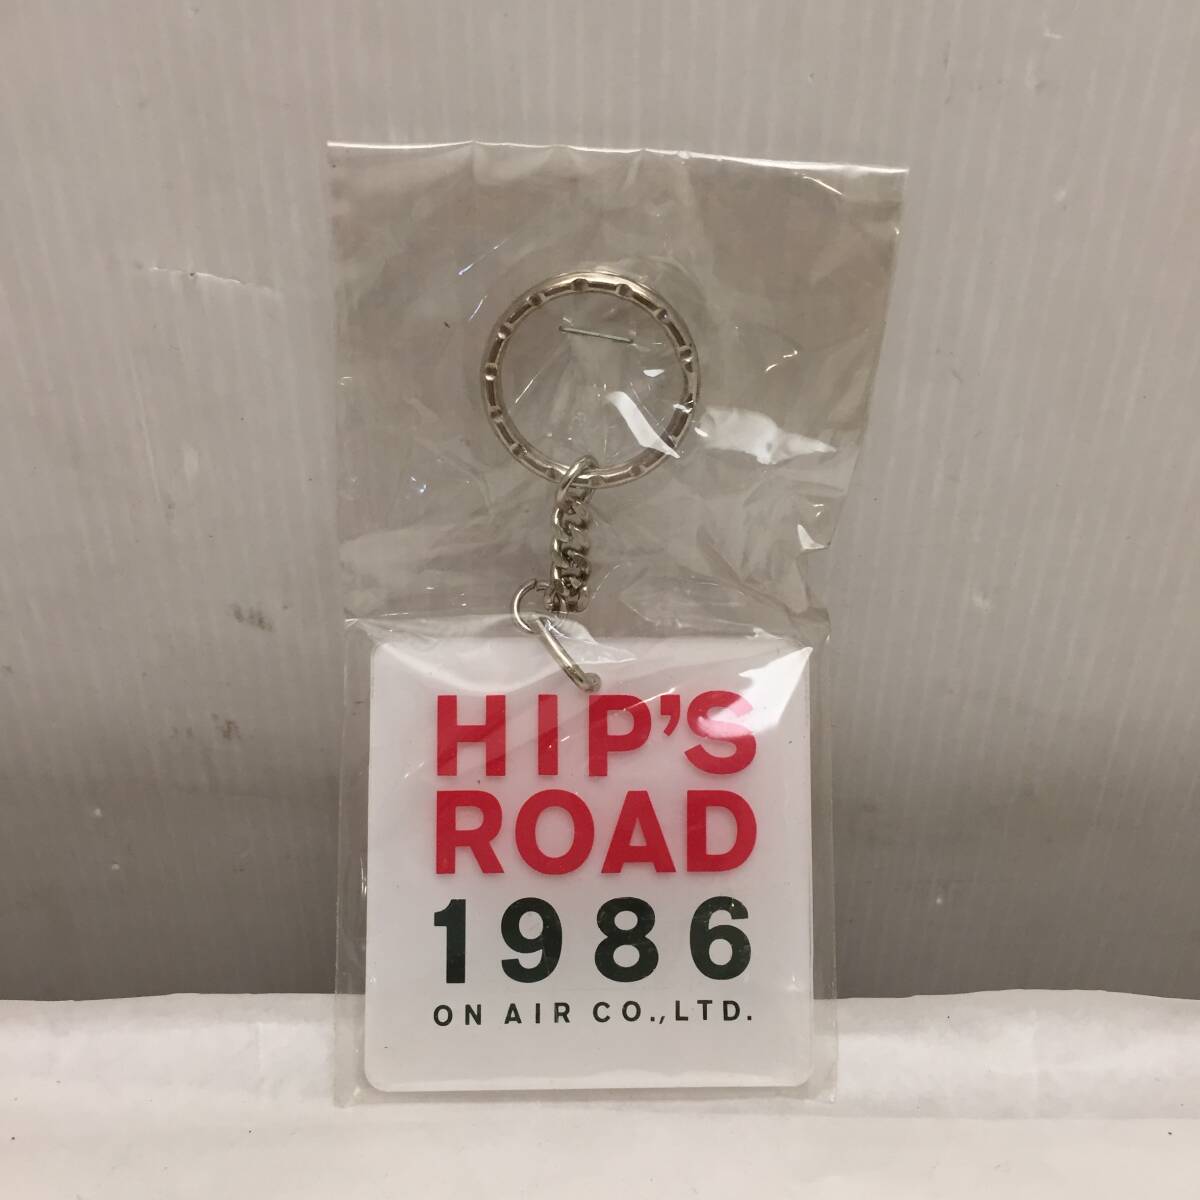 HIP'S
ROAD
1986
ON AIR CO.,LTD.